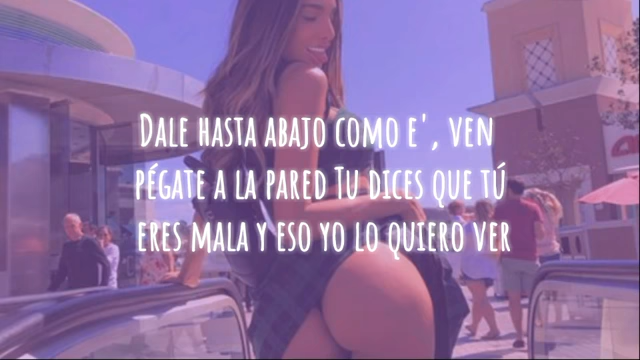 Dale hasta abajo como e', ven
pégate a la pared Tu dices que tú
eres mala y eso yo lo quiero ver